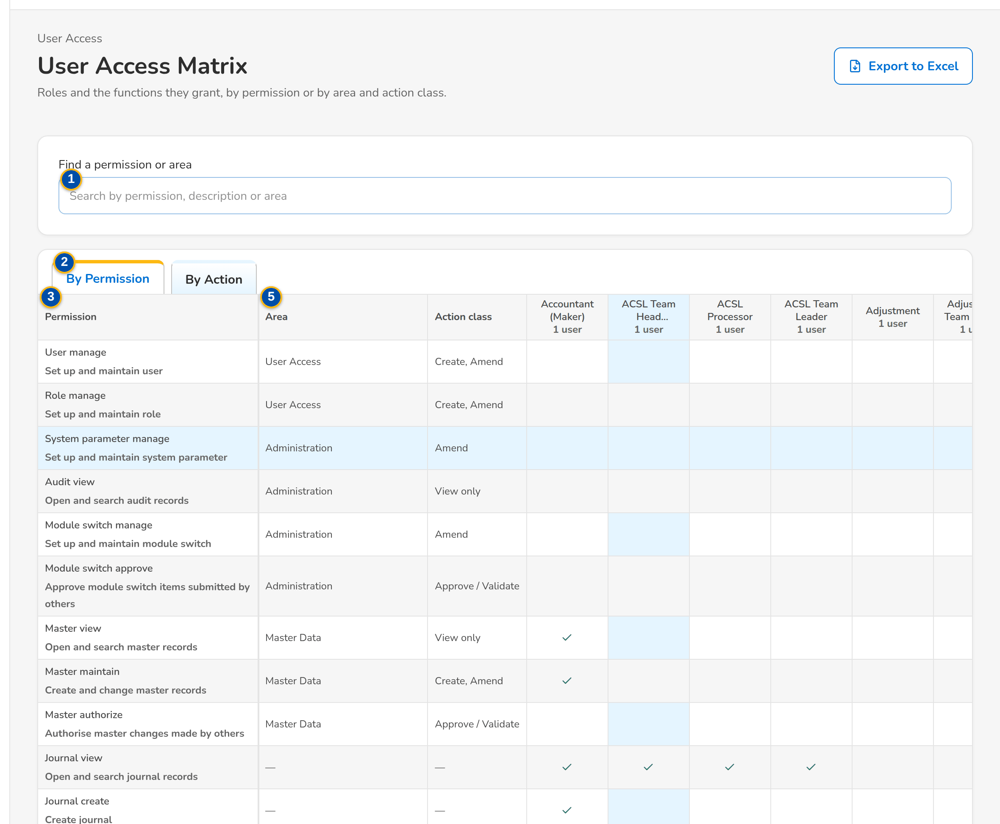 User Access
User Access Matrix
Export to Excel
Roles and the functions they grant, by permission or by area and action class.
Find a permission or area
1
Search by permission, description or area
2
By Permission
By Action
3
5
Permission
Area
Action class
Accountant
(Maker)
1 user
ACSL Team
Head...
1 user
ACSL
Processor
1 user
ACSL Team
Leader
1 user
Adjustment
1 user
Adjus
Team
1 u
User manage
Set up and maintain user
User Access
Create, Amend
Role manage
Set up and maintain role
User Access
Create, Amend
System parameter manage
Set up and maintain system parameter
Administration
Amend
Audit view
Open and search audit records
Administration
View only
Module switch manage
Set up and maintain module switch
Administration
Amend
Module switch approve
Approve module switch items submitted by
others
Administration
Approve / Validate
Master view
Open and search master records
Master Data
View only
✓
Master maintain
Create and change master records
Master Data
Create, Amend
✓
Master authorize
Authorise master changes made by others
Master Data
Approve / Validate
Journal view
Open and search journal records
—
—
✓
✓
✓
✓
Journal create
Create journal
—
—
✓